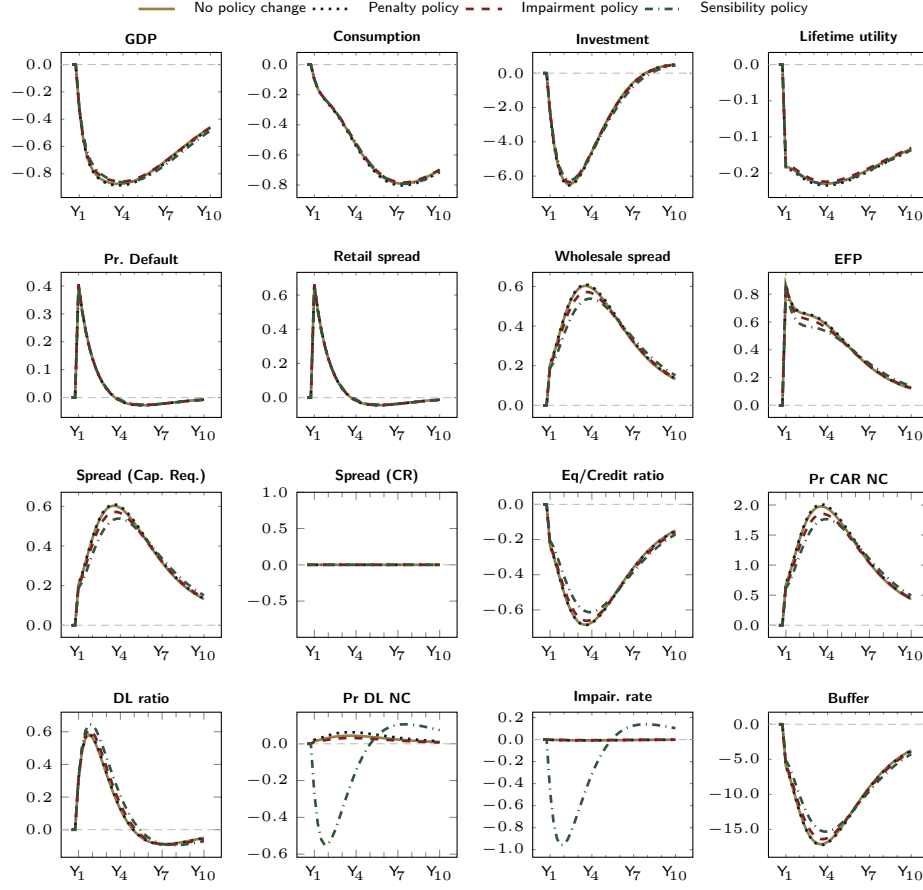 No policy change Penalty policy Impairment policy Sensibility policy
GDP Consumption Investment Lifetime utility
0.0 −0.2 −0.4 −0.6 −0.8 Y1 Y4 Y7 Y10
0.0 −0.2 −0.4 −0.6 −0.8 Y1 Y4 Y7 Y10
0.0 −2.0 −4.0 −6.0 Y1 Y4 Y7 Y10
0.0 −0.1 −0.1 −0.2 Y1 Y4 Y7 Y10
Pr. Default Retail spread Wholesale spread EFP
0.4 0.3 0.2 0.1 0.0 Y1 Y4 Y7 Y10
0.6 0.4 0.2 0.0 Y1 Y4 Y7 Y10
0.6 0.4 0.2 0.0 Y1 Y4 Y7 Y10
0.8 0.6 0.4 0.2 0.0 Y1 Y4 Y7 Y10
Spread (Cap. Req.) Spread (CR) Eq/Credit ratio Pr CAR NC
0.6 0.4 0.2 0.0 Y1 Y4 Y7 Y10
1.0 0.5 0.0 −0.5 Y1 Y4 Y7 Y10
0.0 −0.2 −0.4 −0.6 Y1 Y4 Y7 Y10
2.0 1.5 1.0 0.5 0.0 Y1 Y4 Y7 Y10
DL ratio Pr DL NC Impair. rate Buffer
0.6 0.4 0.2 0.0 Y1 Y4 Y7 Y10
0.0 −0.2 −0.4 −0.6 Y1 Y4 Y7 Y10
0.2 0.0 −0.2 −0.4 −0.6 −0.8 −1.0 Y1 Y4 Y7 Y10
0.0 −5.0 −10.0 −15.0 Y1 Y4 Y7 Y10